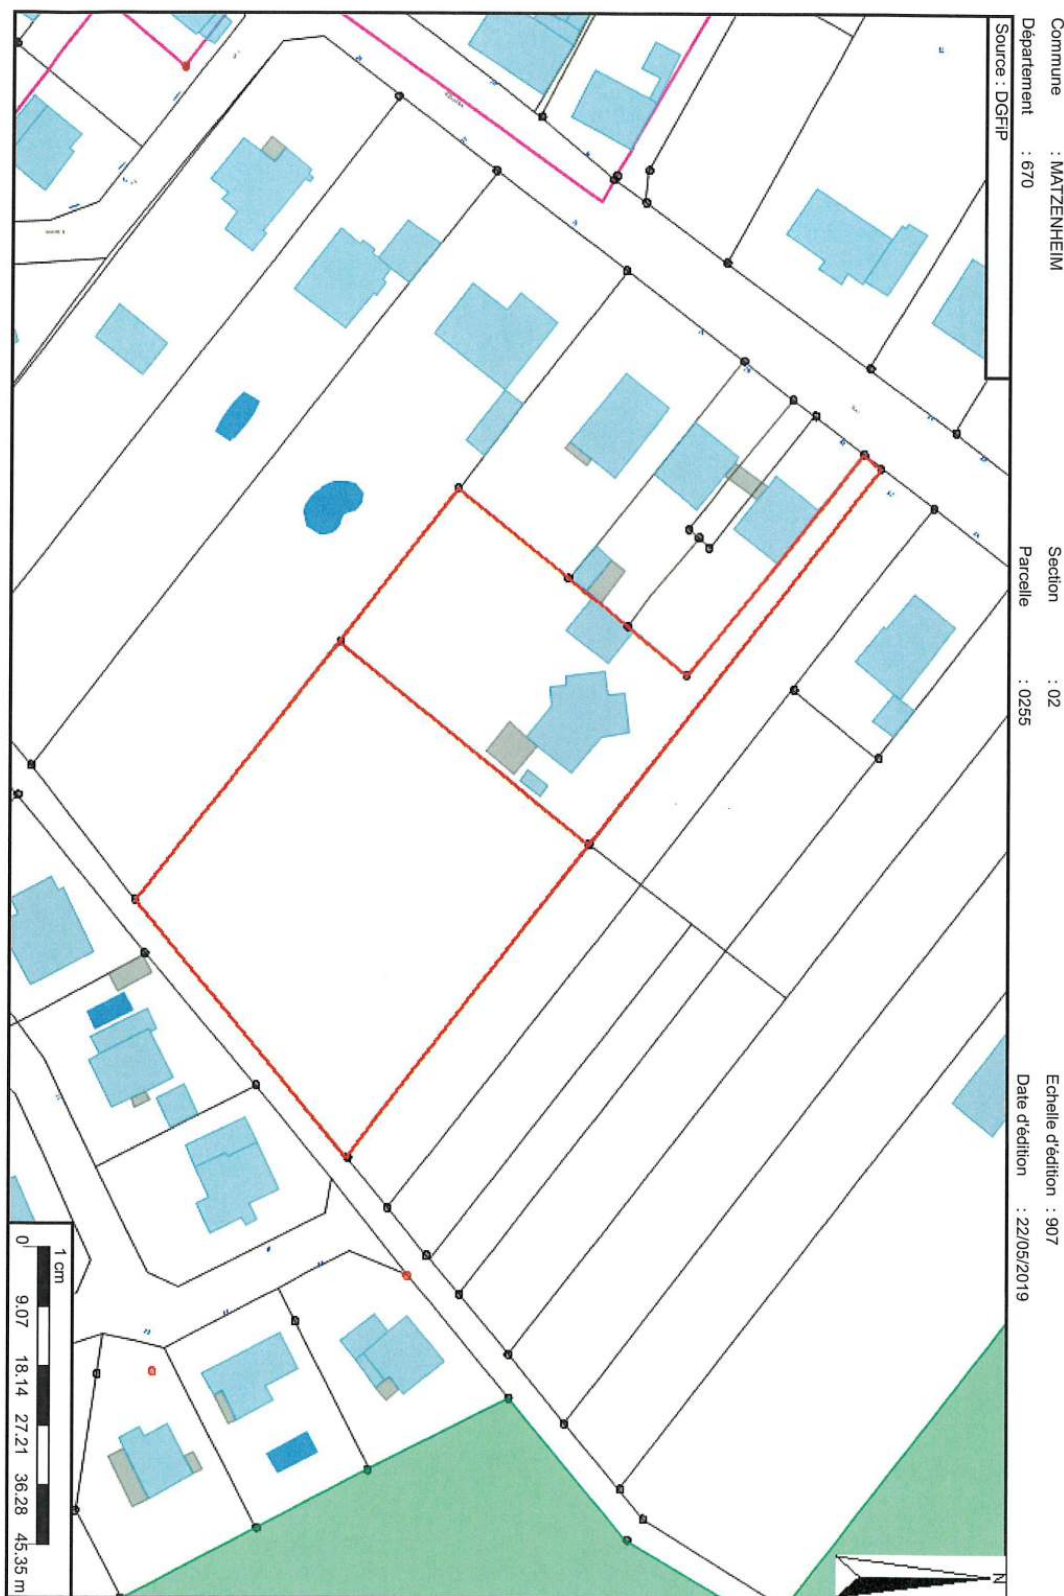 Commune : MATZENHEIM
Département : 670
Section : 02
Parcelle : 0255
Echelle d'édition : 907
Date d'édition : 22/05/2019
Source : DGFiP
N
1 cm
0 9.07 18.14 27.21 36.28 45.35 m